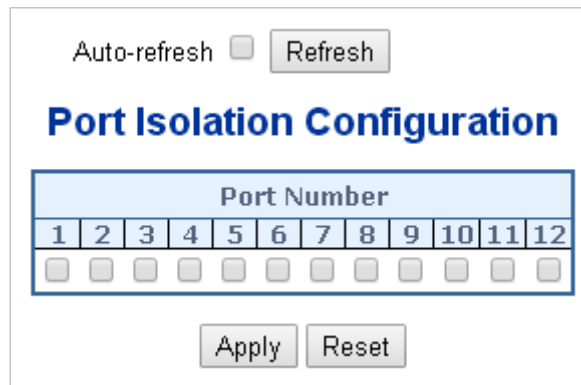 Auto-refresh Refresh
Port Isolation Configuration
Port Number
1 2 3 4 5 6 7 8 9 10 11 12
Apply Reset